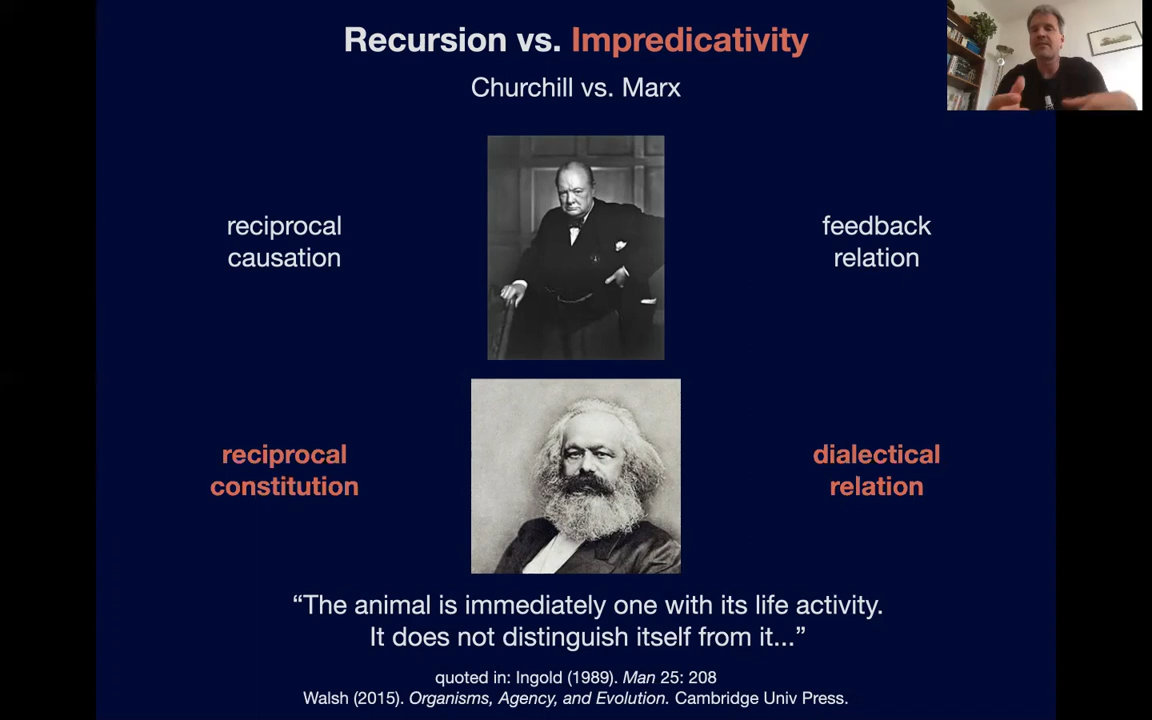 Recursion vs. Impredicativity
Churchill vs. Marx
reciprocal
causation
feedback
relation
reciprocal
constitution
dialectical
relation
“The animal is immediately one with its life activity.
It does not distinguish itself from it...”
quoted in: Ingold (1989). Man 25: 208
Walsh (2015). Organisms, Agency, and Evolution. Cambridge Univ Press.